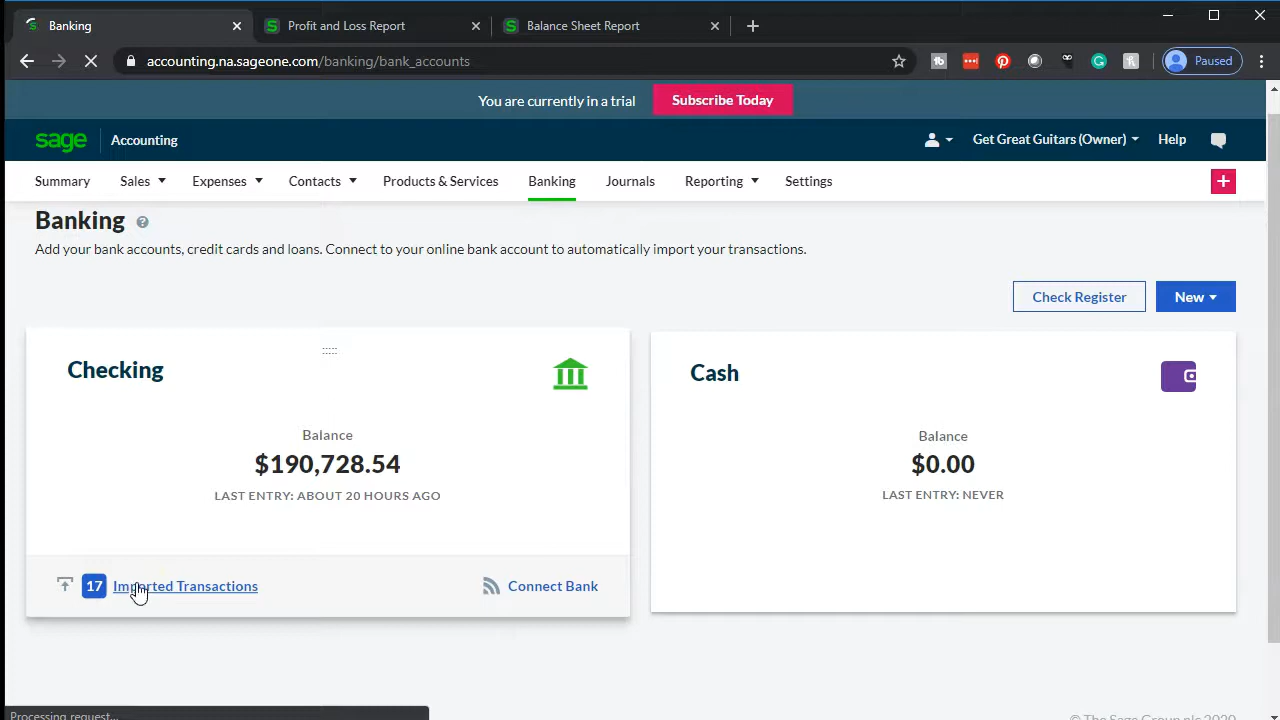 Banking
Profit and Loss Report
Balance Sheet Report
accounting.na.sageone.com/banking/bank_accounts
Paused
You are currently in a trial
Subscribe Today
sage
Accounting
Get Great Guitars (Owner)
Help
Summary
Sales
Expenses
Contacts
Products & Services
Banking
Journals
Reporting
Settings
Banking
Add your bank accounts, credit cards and loans. Connect to your online bank account to automatically import your transactions.
Check Register
New
Checking
Balance
$190,728.54
LAST ENTRY: ABOUT 20 HOURS AGO
17 Imported Transactions
Connect Bank
Cash
Balance
$0.00
LAST ENTRY: NEVER
Processing request...
© The Sage Group plc 2020